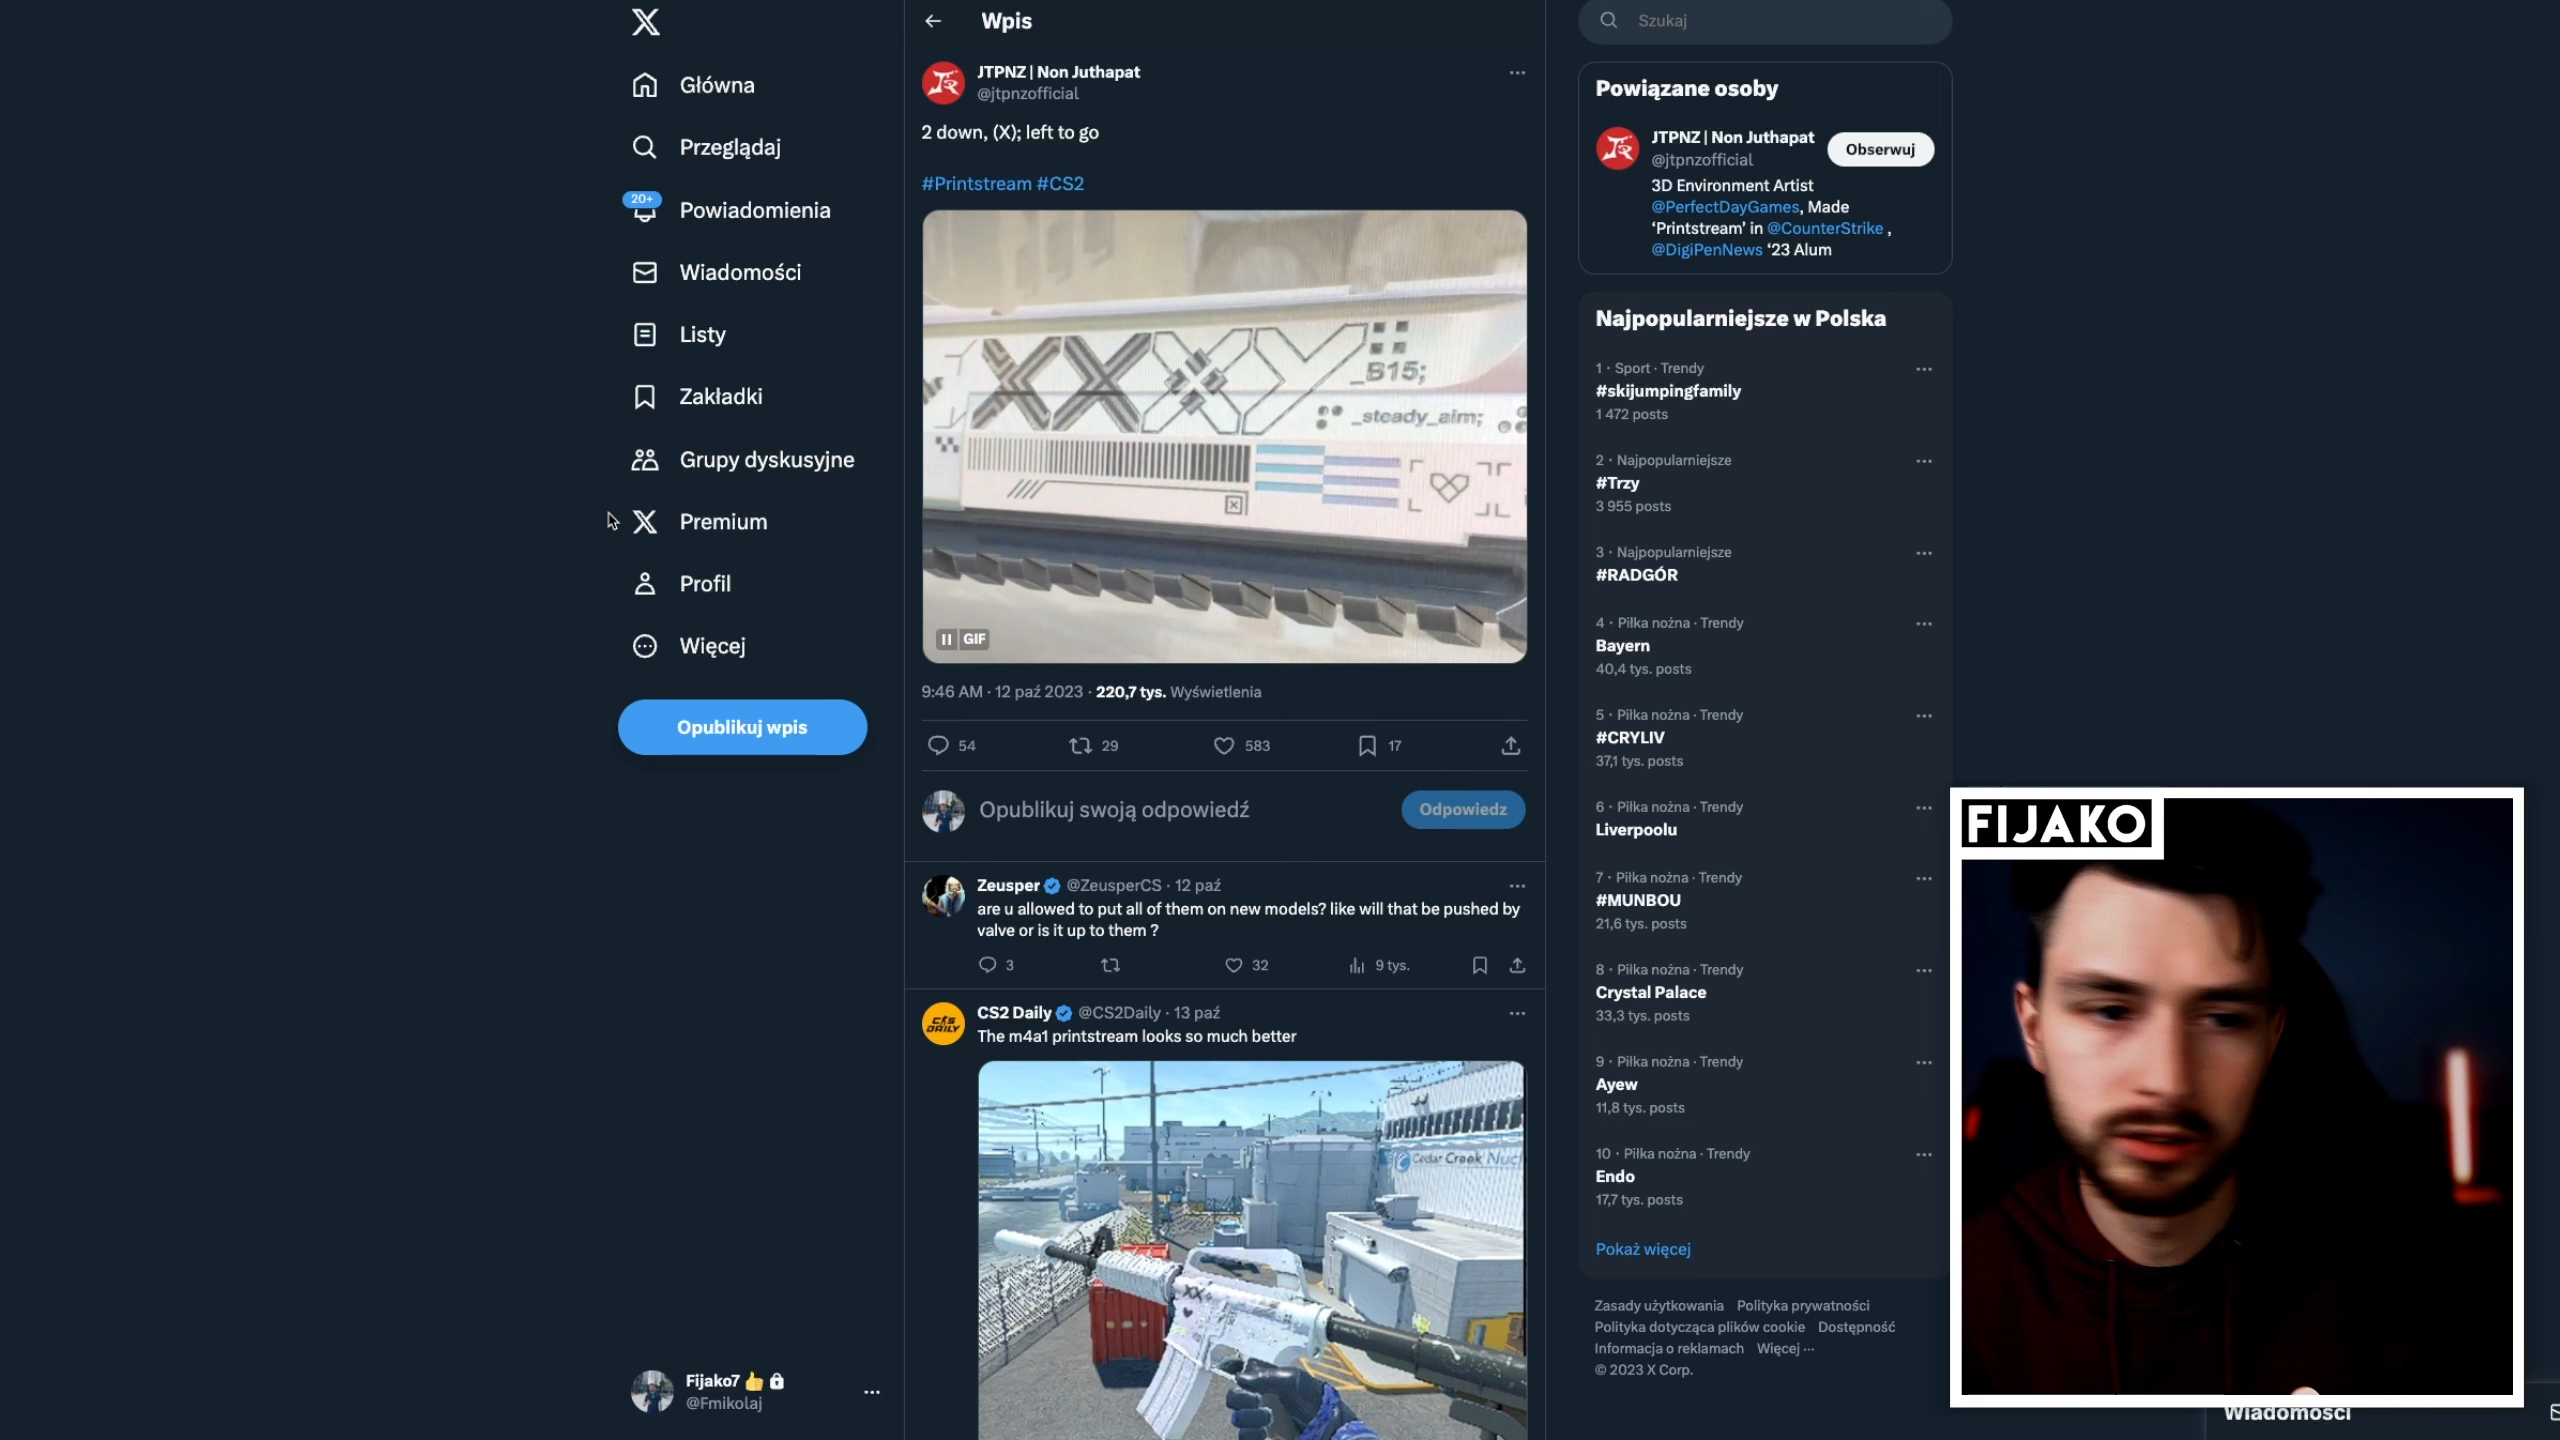 Główna
Przeglądaj
20+
Powiadomienia
Wiadomości
Listy
Zakładki
Grupy dyskusyjne
Premium
Profil
Więcej
Opublikuj wpis
Fijako7
@Fmikolaj
Wpis
JTPNZ | Non Juthapat
@jtpnzofficial
2 down, (X); left to go
#Printstream #CS2
_B15;
_steady_aim;
GIF
9:46 AM · 12 paź 2023 · 220,7 tys. Wyświetlenia
54
29
583
17
Opublikuj swoją odpowiedź
Odpowiedz
Zeusper @ZeusperCS · 12 paź
are u allowed to put all of them on new models? like will that be pushed by
valve or is it up to them ?
3
32
9 tys.
CS2 Daily @CS2Daily · 13 paź
The m4a1 printstream looks so much better
Cedar Creek Nucl
Szukaj
Powiązane osoby
JTPNZ | Non Juthapat
@jtpnzofficial
Obserwuj
3D Environment Artist
@PerfectDayGames, Made
‘Printstream’ in @CounterStrike ,
@DigiPenNews ‘23 Alum
Najpopularniejsze w Polska
1 · Sport · Trendy
#skijumpingfamily
1 472 posts
2 · Najpopularniejsze
#Trzy
3 955 posts
3 · Najpopularniejsze
#RADGÓR
4 · Piłka nożna · Trendy
Bayern
40,4 tys. posts
5 · Piłka nożna · Trendy
#CRYLIV
37,1 tys. posts
6 · Piłka nożna · Trendy
Liverpoolu
7 · Piłka nożna · Trendy
#MUNBOU
21,6 tys. posts
8 · Piłka nożna · Trendy
Crystal Palace
33,3 tys. posts
9 · Piłka nożna · Trendy
Ayew
11,8 tys. posts
10 · Piłka nożna · Trendy
Endo
17,7 tys. posts
Pokaż więcej
Zasady użytkowania Polityka prywatności
Polityka dotycząca plików cookie Dostępność
Informacja o reklamach Więcej ···
© 2023 X Corp.
FIJAKO
Wiadomości